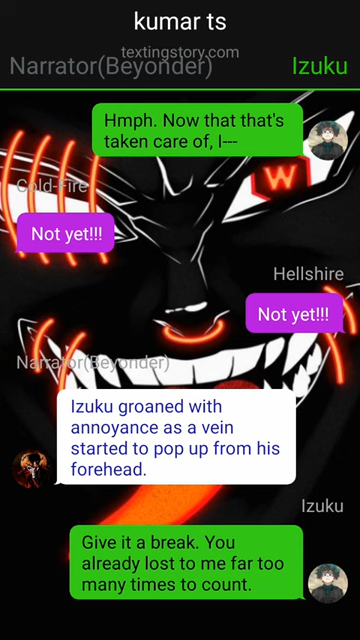 kumar ts
textingstory.com
Narrator(Beyonder)
Izuku
Hmph. Now that that's
taken care of, I---
W
Cold-Fire
Not yet!!!
Hellshire
Not yet!!!
Narrator(Beyonder)
Izuku groaned with
annoyance as a vein
started to pop up from his
forehead.
Izuku
Give it a break. You
already lost to me far too
many times to count.